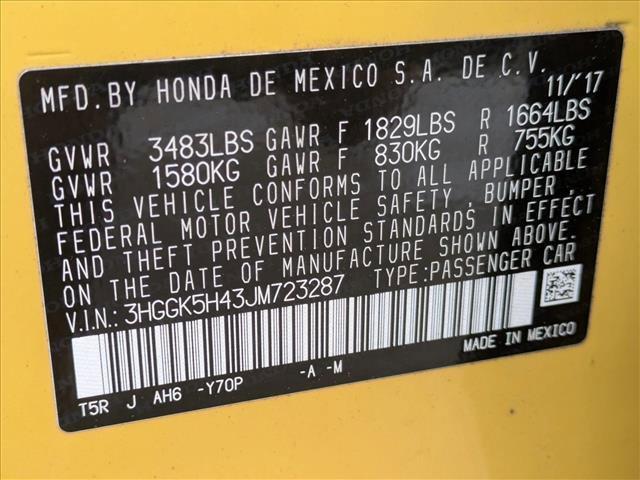 MFD.BY HONDA DE MEXICO S.A. DE C.V.
11/'17
GVWR 3483LBS GAWR F 1829LBS R 1664LBS
GVWR 1580KG GAWR F 830KG R 755KG
THIS VEHICLE CONFORMS TO ALL APPLICABLE
FEDERAL MOTOR VEHICLE SAFETY,BUMPER,
AND THEFT PREVENTION STANDARDS IN EFFECT
ON THE DATE OF MANUFACTURE SHOWN ABOVE.
V.I.N.: 3HGGK5H43JM723287 TYPE:PASSENGER CAR
MADE IN MEXICO
T5R J AH6 -Y70P -A -M